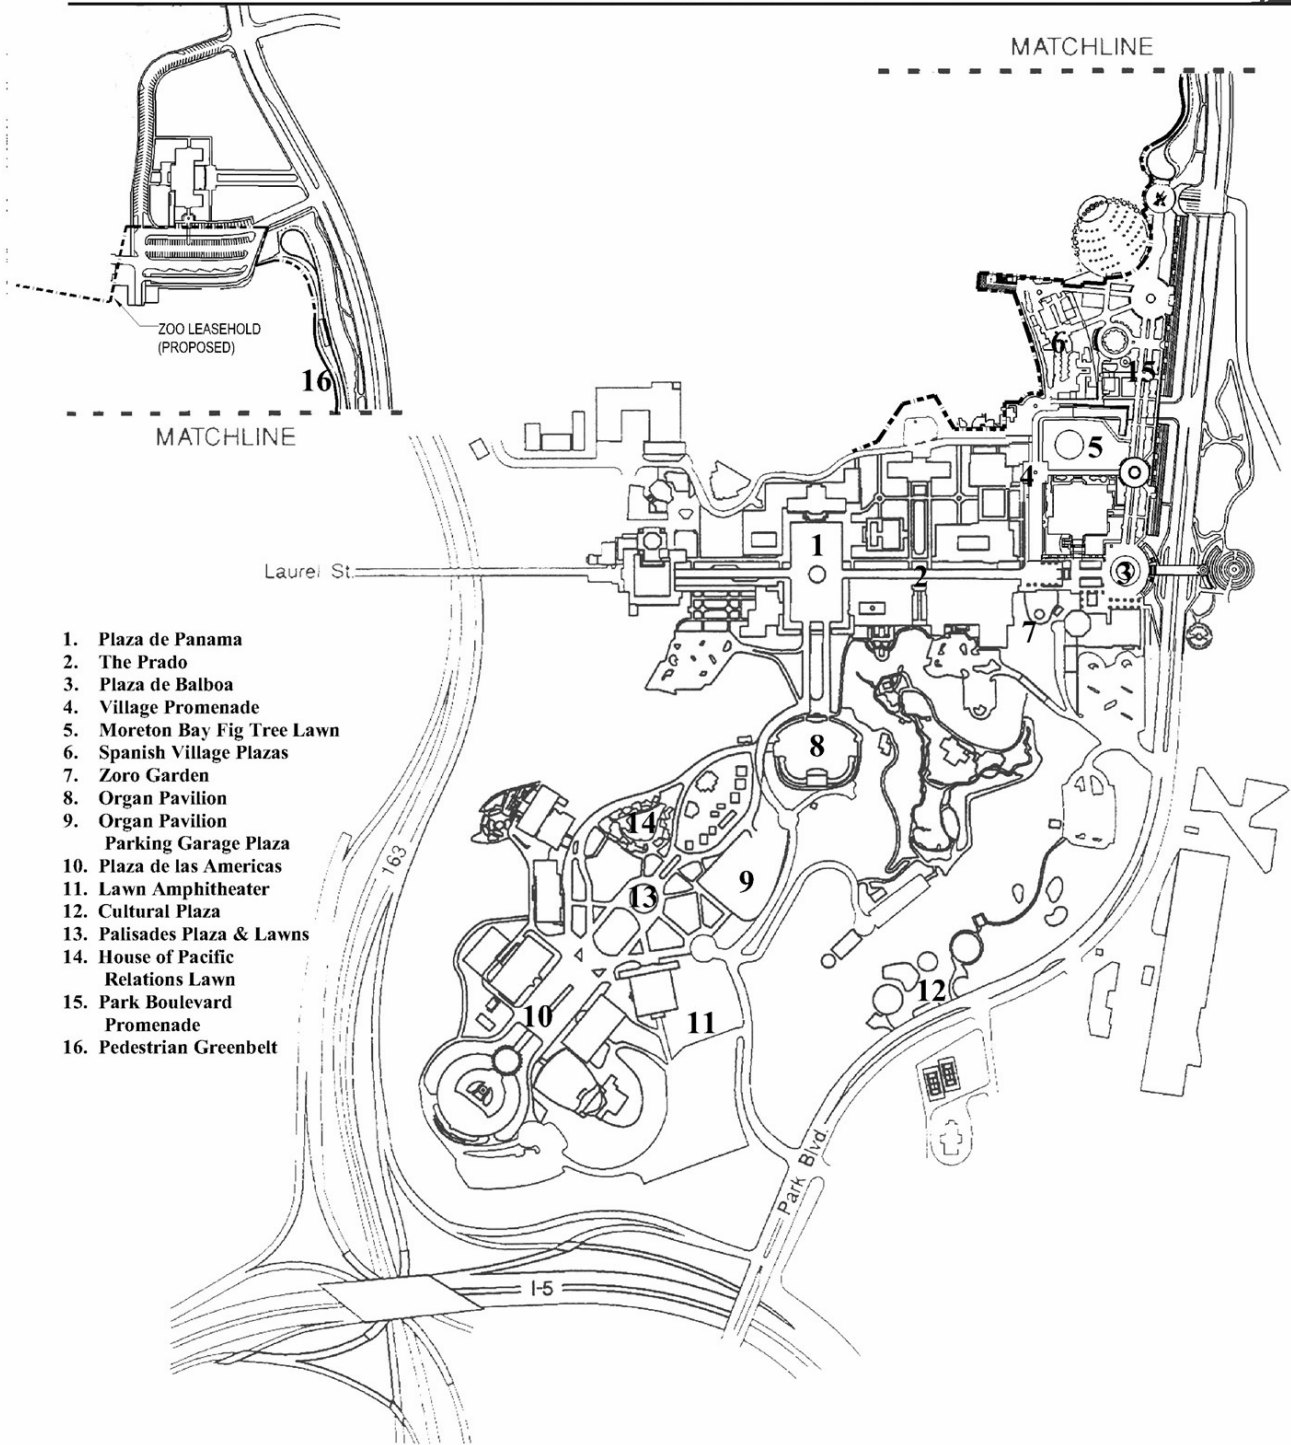 MATCHLINE
ZOO LEASEHOLD
(PROPOSED)
16
MATCHLINE
6
15
5
4
1
Laurel St.
2
3
7
1. Plaza de Panama
2. The Prado
3. Plaza de Balboa
4. Village Promenade
5. Moreton Bay Fig Tree Lawn
6. Spanish Village Plazas
7. Zoro Garden
8. Organ Pavilion
9. Organ Pavilion
Parking Garage Plaza
10. Plaza de las Americas
11. Lawn Amphitheater
12. Cultural Plaza
13. Palisades Plaza & Lawns
14. House of Pacific
Relations Lawn
15. Park Boulevard
Promenade
16. Pedestrian Greenbelt
8
14
163
9
13
12
10
11
Park Blvd.
I-5